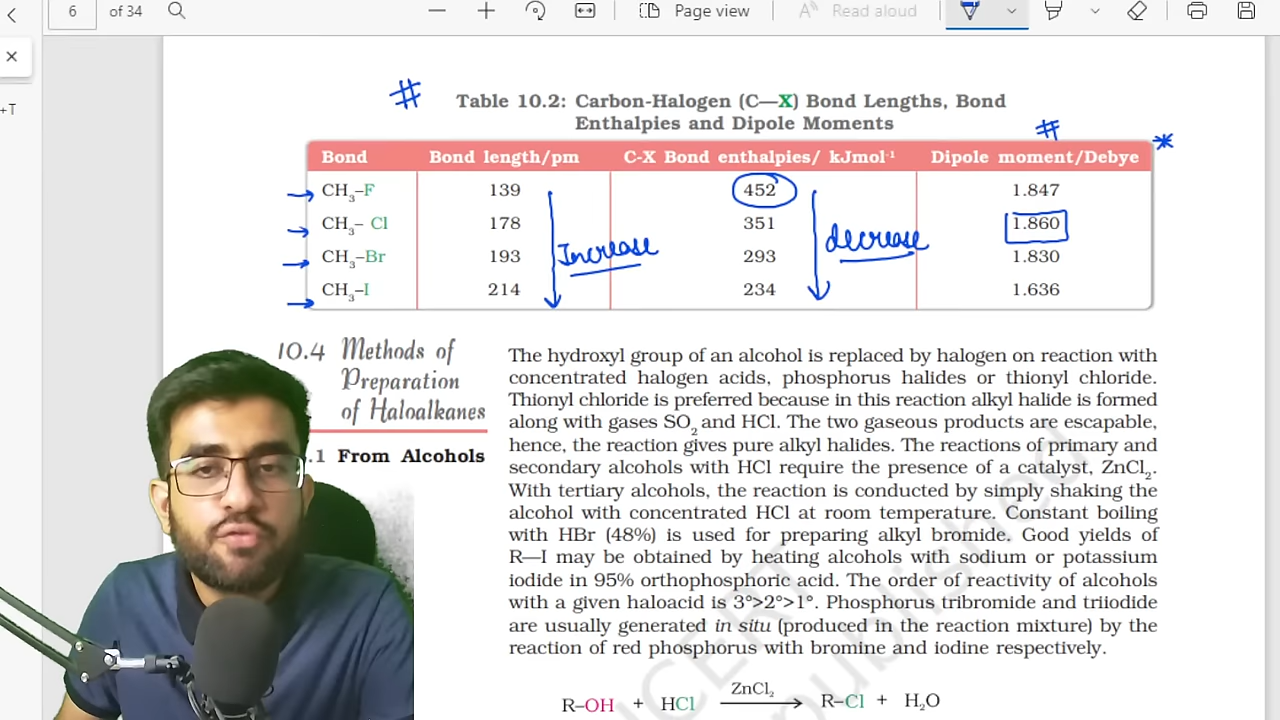 6 of 34 Page view Read aloud
+T
# Table 10.2: Carbon-Halogen (C—X) Bond Lengths, Bond
Enthalpies and Dipole Moments
# *
Bond Bond length/pm C-X Bond enthalpies/ kJmol⁻¹ Dipole moment/Debye
CH₃–F 139 452 1.847
CH₃– Cl 178 351 1.860
CH₃–Br 193 293 1.830
CH₃–I 214 234 1.636
Increase decrease
10.4 Methods of
Preparation
of Haloalkanes
.1 From Alcohols
The hydroxyl group of an alcohol is replaced by halogen on reaction with
concentrated halogen acids, phosphorus halides or thionyl chloride.
Thionyl chloride is preferred because in this reaction alkyl halide is formed
along with gases SO₂ and HCl. The two gaseous products are escapable,
hence, the reaction gives pure alkyl halides. The reactions of primary and
secondary alcohols with HCl require the presence of a catalyst, ZnCl₂.
With tertiary alcohols, the reaction is conducted by simply shaking the
alcohol with concentrated HCl at room temperature. Constant boiling
with HBr (48%) is used for preparing alkyl bromide. Good yields of
R—I may be obtained by heating alcohols with sodium or potassium
iodide in 95% orthophosphoric acid. The order of reactivity of alcohols
with a given haloacid is 3°>2°>1°. Phosphorus tribromide and triiodide
are usually generated in situ (produced in the reaction mixture) by the
reaction of red phosphorus with bromine and iodine respectively.
R–OH + HCl ZnCl₂ → R–Cl + H₂O
NCERT
published